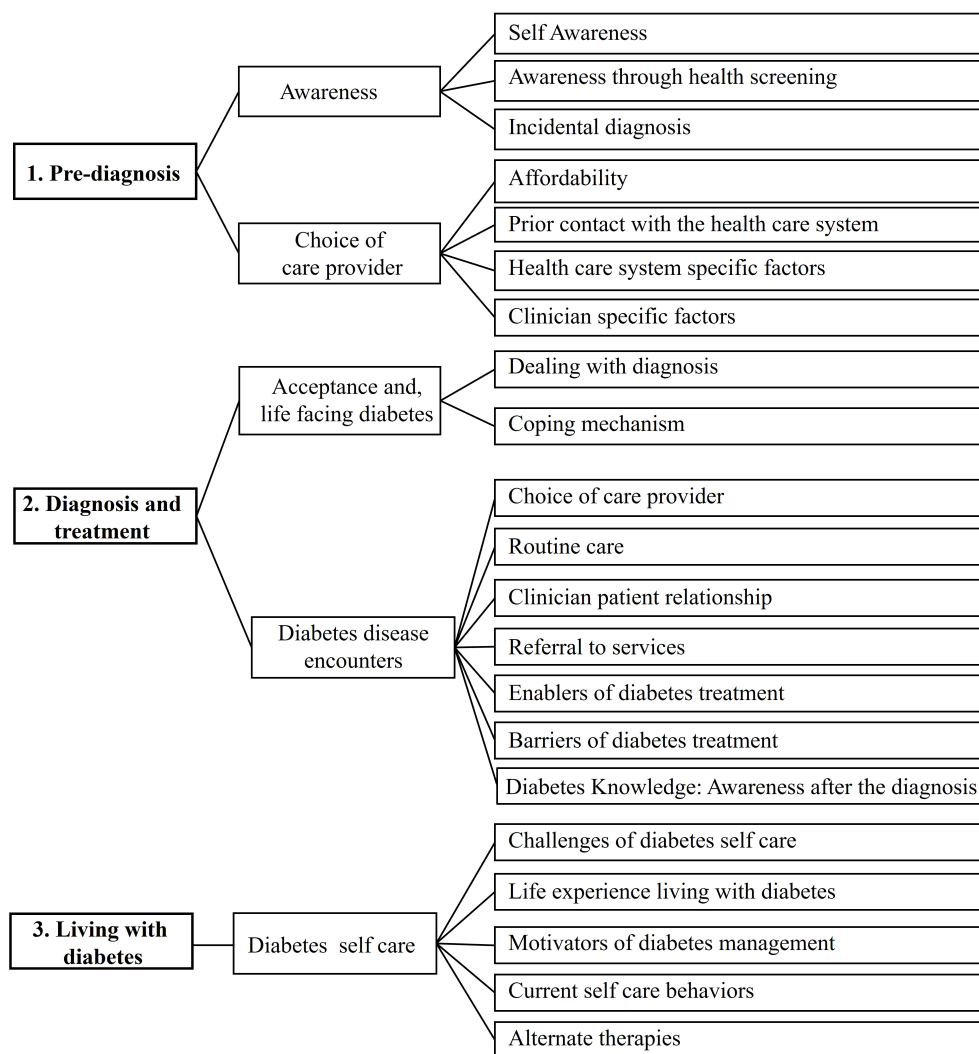 1. Pre-diagnosis
Awareness
Self Awareness
Awareness through health screening
Incidental diagnosis
Choice of
care provider
Affordability
Prior contact with the health care system
Health care system specific factors
Clinician specific factors
2. Diagnosis and
treatment
Acceptance and,
life facing diabetes
Dealing with diagnosis
Coping mechanism
Diabetes disease
encounters
Choice of care provider
Routine care
Clinician patient relationship
Referral to services
Enablers of diabetes treatment
Barriers of diabetes treatment
Diabetes Knowledge: Awareness after the diagnosis
3. Living with
diabetes
Diabetes self care
Challenges of diabetes self care
Life experience living with diabetes
Motivators of diabetes management
Current self care behaviors
Alternate therapies